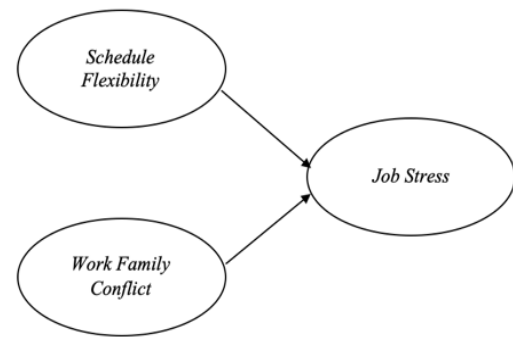 Schedule
Flexibility
Job Stress
Work Family
Conflict